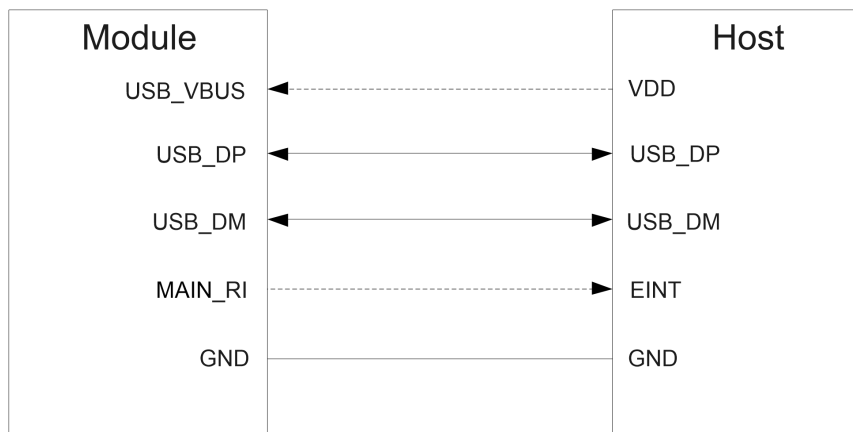 Module Host
USB_VBUS VDD
USB_DP USB_DP
USB_DM USB_DM
MAIN_RI EINT
GND GND